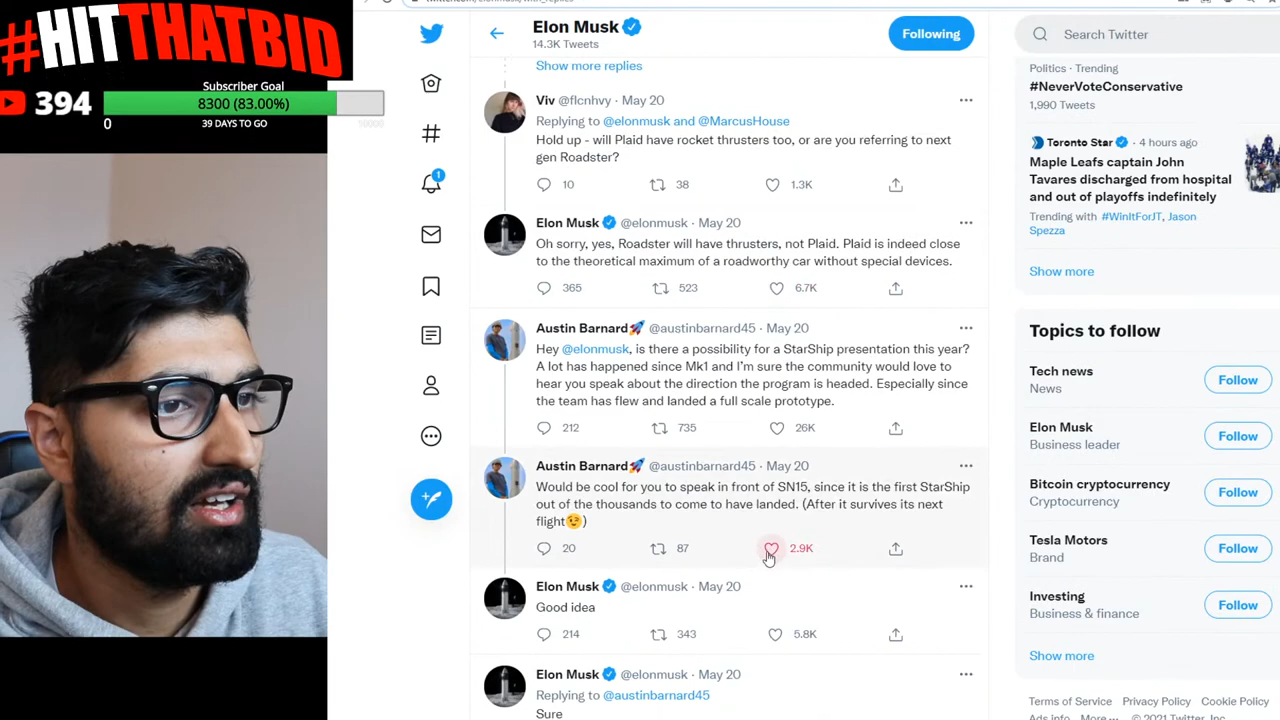 twitter.com/elonmusk/with_replies
#HITTHATBID
Subscriber Goal
394
8300 (83.00%)
0
10000
39 DAYS TO GO
Elon Musk
14.3K Tweets
Following
Search Twitter
1
Show more replies
Viv @flcnhvy · May 20
Replying to @elonmusk and @MarcusHouse
Hold up - will Plaid have rocket thrusters too, or are you referring to next
gen Roadster?
10 38 1.3K
Elon Musk @elonmusk · May 20
Oh sorry, yes, Roadster will have thrusters, not Plaid. Plaid is indeed close
to the theoretical maximum of a roadworthy car without special devices.
365 523 6.7K
Austin Barnard🚀 @austinbarnard45 · May 20
Hey @elonmusk, is there a possibility for a StarShip presentation this year?
A lot has happened since Mk1 and I'm sure the community would love to
hear you speak about the direction the program is headed. Especially since
the team has flew and landed a full scale prototype.
212 735 26K
Austin Barnard🚀 @austinbarnard45 · May 20
Would be cool for you to speak in front of SN15, since it is the first StarShip
out of the thousands to come to have landed. (After it survives its next
flight😉)
20 87 2.9K
Elon Musk @elonmusk · May 20
Good idea
214 343 5.8K
Elon Musk @elonmusk · May 20
Replying to @austinbarnard45
Sure
Politics · Trending
#NeverVoteConservative
1,990 Tweets
Toronto Star · 4 hours ago
Maple Leafs captain John
Tavares discharged from hospital
and out of playoffs indefinitely
Trending with #WinItForJT, Jason
Spezza
Show more
Topics to follow
Tech news
News
Follow
Elon Musk
Business leader
Follow
Bitcoin cryptocurrency
Cryptocurrency
Follow
Tesla Motors
Brand
Follow
Investing
Business & finance
Follow
Show more
Terms of Service Privacy Policy Cookie Policy
Ads info More ··· © 2021 Twitter, Inc.